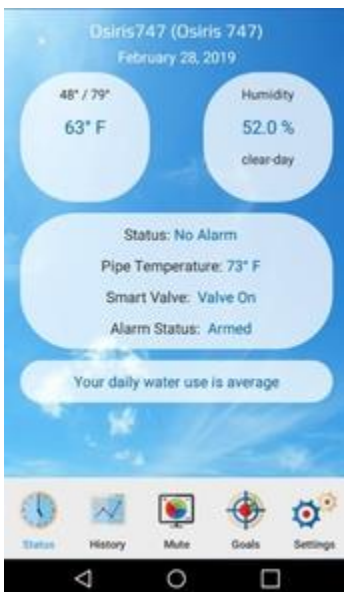 Osiris747 (Osiris 747)
February 28, 2019
48° / 79°
63° F
Humidity
52.0 %
clear-day
Status: No Alarm
Pipe Temperature: 73° F
Smart Valve: Valve On
Alarm Status: Armed
Your daily water use is average
Status History Mute Goals Settings